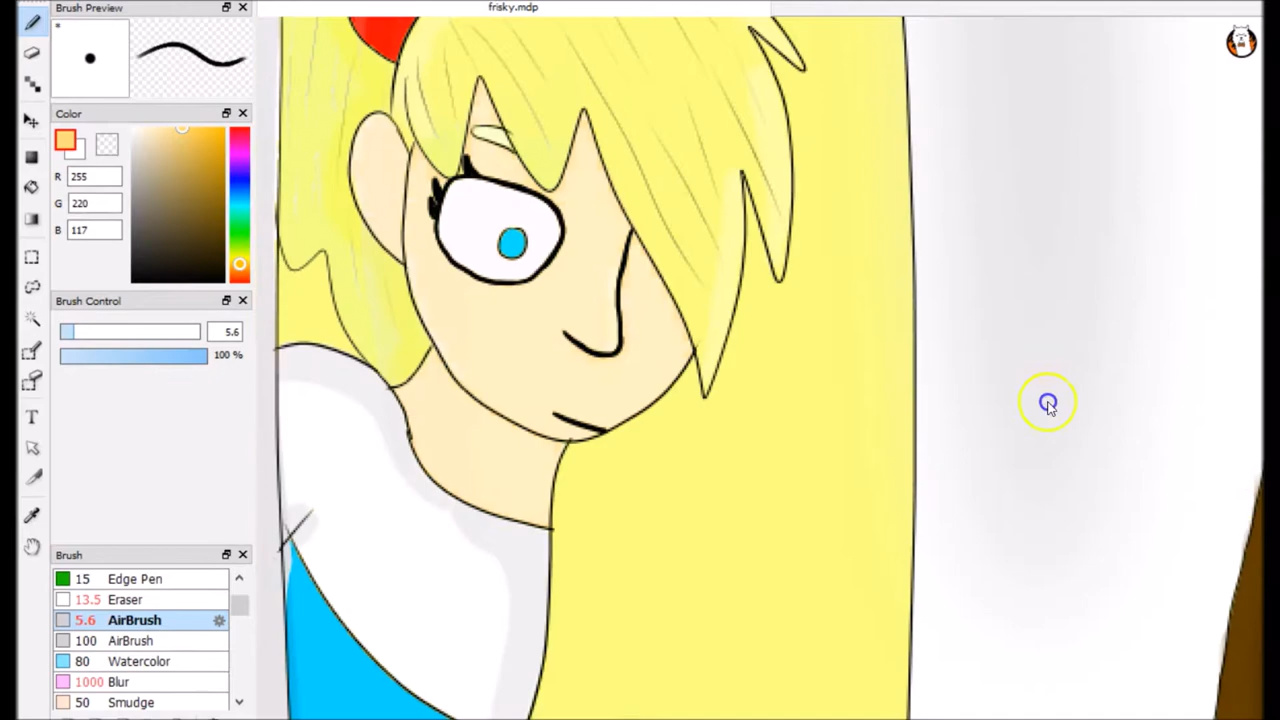 Brush Preview
frisky.mdp
Color
R 255
G 220
B 117
Brush Control
5.6
100 %
Brush
15 Edge Pen
13.5 Eraser
5.6 AirBrush
100 AirBrush
80 Watercolor
1000 Blur
50 Smudge
T